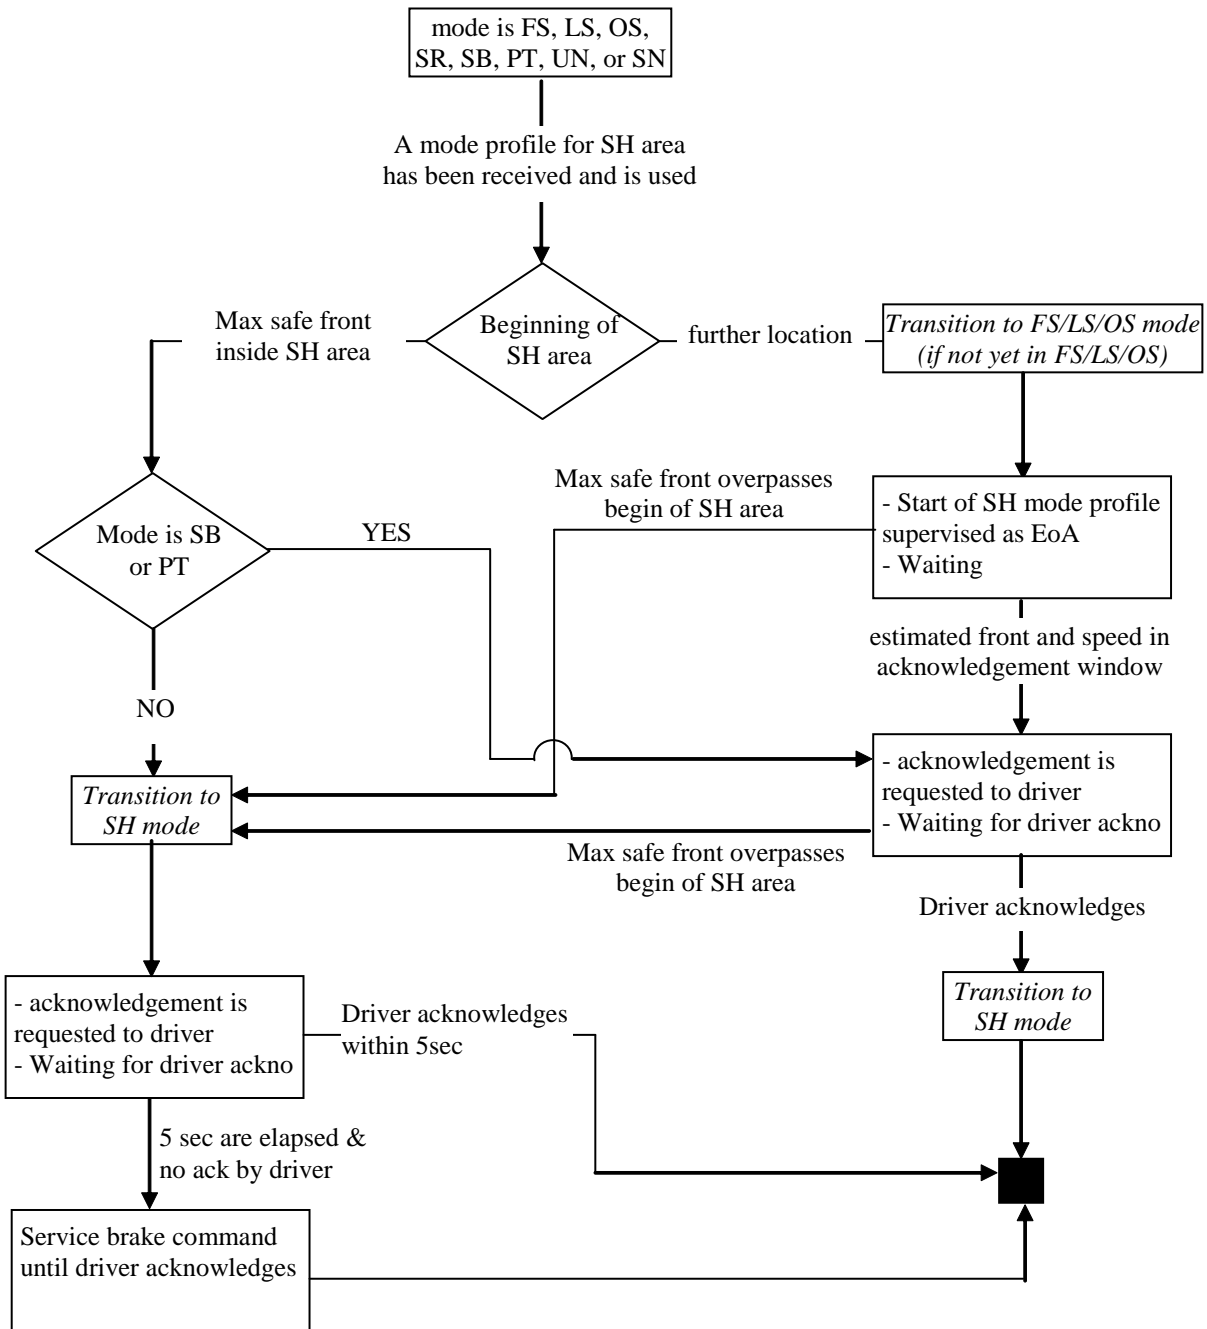 mode is FS, LS, OS,
SR, SB, PT, UN, or SN
A mode profile for SH area
has been received and is used
Max safe front
inside SH area
Beginning of
SH area
further location
Transition to FS/LS/OS mode
(if not yet in FS/LS/OS)
Max safe front overpasses
begin of SH area
- Start of SH mode profile
supervised as EoA
- Waiting
Mode is SB
or PT
YES
estimated front and speed in
acknowledgement window
NO
- acknowledgement is
requested to driver
- Waiting for driver ackno
Transition to
SH mode
Max safe front overpasses
begin of SH area
Driver acknowledges
Transition to
SH mode
- acknowledgement is
requested to driver
- Waiting for driver ackno
Driver acknowledges
within 5sec
5 sec are elapsed &
no ack by driver
Service brake command
until driver acknowledges